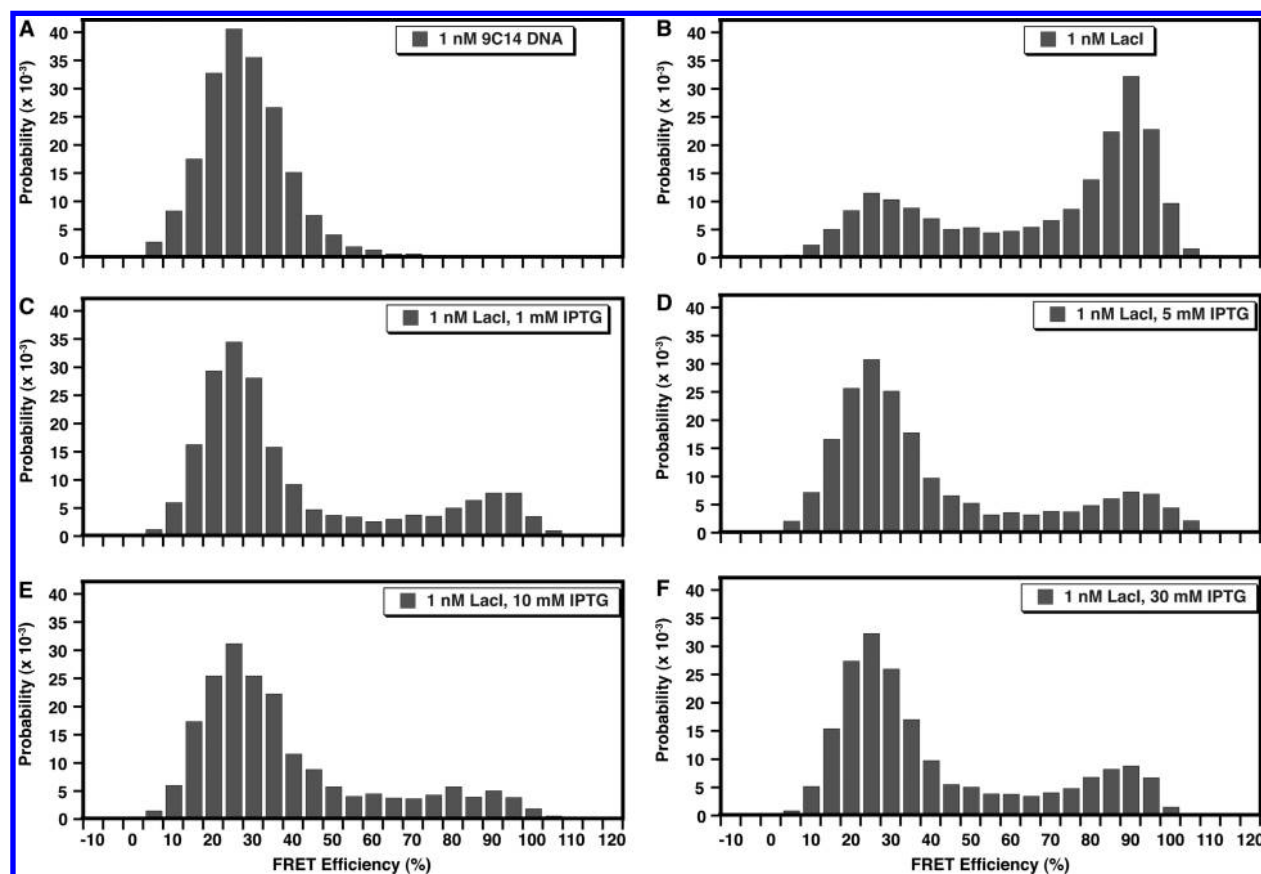 A
1 nM 9C14 DNA
Probability (x 10-3)
40
35
30
25
20
15
10
5
0
B
1 nM LacI
Probability (x 10-3)
40
35
30
25
20
15
10
5
0
C
1 nM LacI, 1 mM IPTG
Probability (x 10-3)
40
35
30
25
20
15
10
5
0
D
1 nM LacI, 5 mM IPTG
Probability (x 10-3)
40
35
30
25
20
15
10
5
0
E
1 nM LacI, 10 mM IPTG
Probability (x 10-3)
40
35
30
25
20
15
10
5
0
-10 0 10 20 30 40 50 60 70 80 90 100 110 120
FRET Efficiency (%)
F
1 nM LacI, 30 mM IPTG
Probability (x 10-3)
40
35
30
25
20
15
10
5
0
-10 0 10 20 30 40 50 60 70 80 90 100 110 120
FRET Efficiency (%)